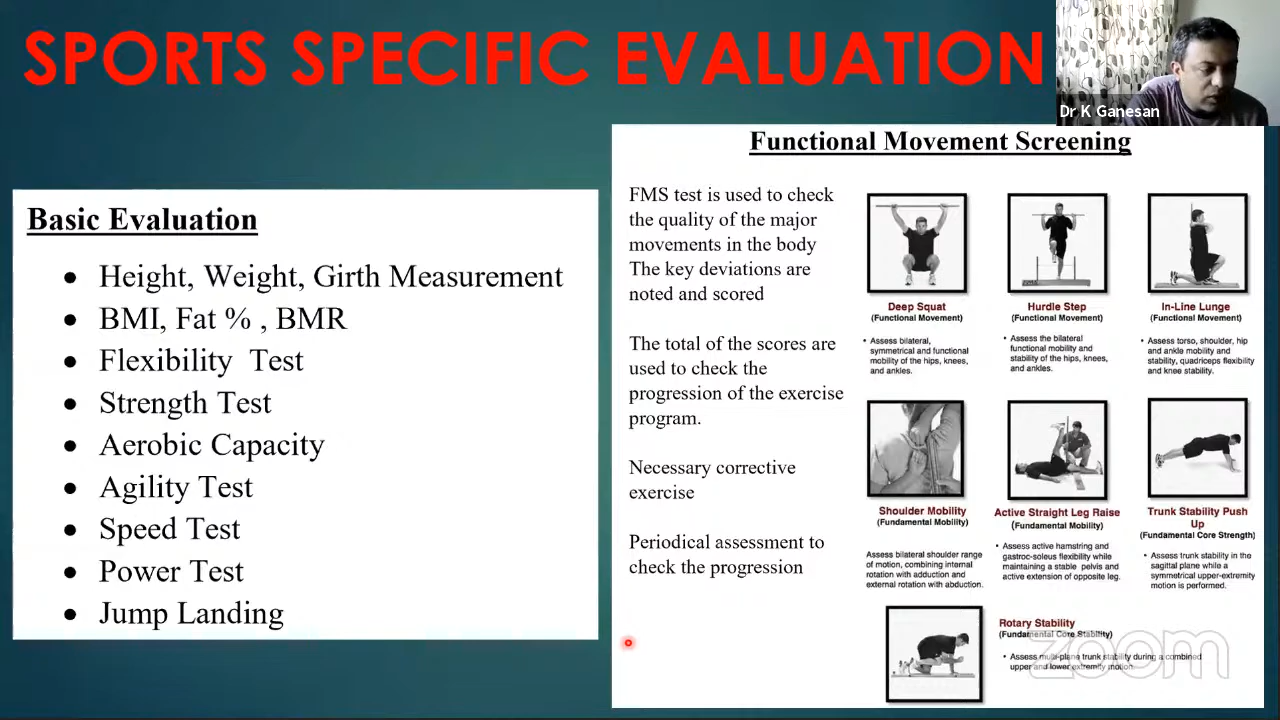 SPORTS SPECIFIC EVALUATION
Dr K Ganesan
Basic Evaluation
Height, Weight, Girth Measurement
BMI, Fat % , BMR
Flexibility Test
Strength Test
Aerobic Capacity
Agility Test
Speed Test
Power Test
Jump Landing
Functional Movement Screening
FMS test is used to check
the quality of the major
movements in the body
The key deviations are
noted and scored
The total of the scores are
used to check the
progression of the exercise
program.
Necessary corrective
exercise
Periodical assessment to
check the progression
Deep Squat
(Functional Movement)
Assess bilateral,
symmetrical and functional
mobility of the hips, knees,
and ankles.
Hurdle Step
(Functional Movement)
Assess the bilateral
functional mobility and
stability of the hips, knees,
and ankles.
In-Line Lunge
(Functional Movement)
Assess torso, shoulder, hip
and ankle mobility and
stability, quadriceps flexibility
and knee stability.
Shoulder Mobility
(Fundamental Mobility)
Assess bilateral shoulder range
of motion, combining internal
rotation with adduction and
external rotation with abduction.
Active Straight Leg Raise
(Fundamental Mobility)
Assess active hamstring and
gastroc-soleus flexibility while
maintaining a stable pelvis and
active extension of opposite leg.
Trunk Stability Push
Up
(Fundamental Core Strength)
Assess trunk stability in the
sagittal plane while a
symmetrical upper-extremity
motion is performed.
Rotary Stability
(Fundamental Core Stability)
Assess multi-plane trunk stability during a combined
upper and lower extremity motion.
zoom